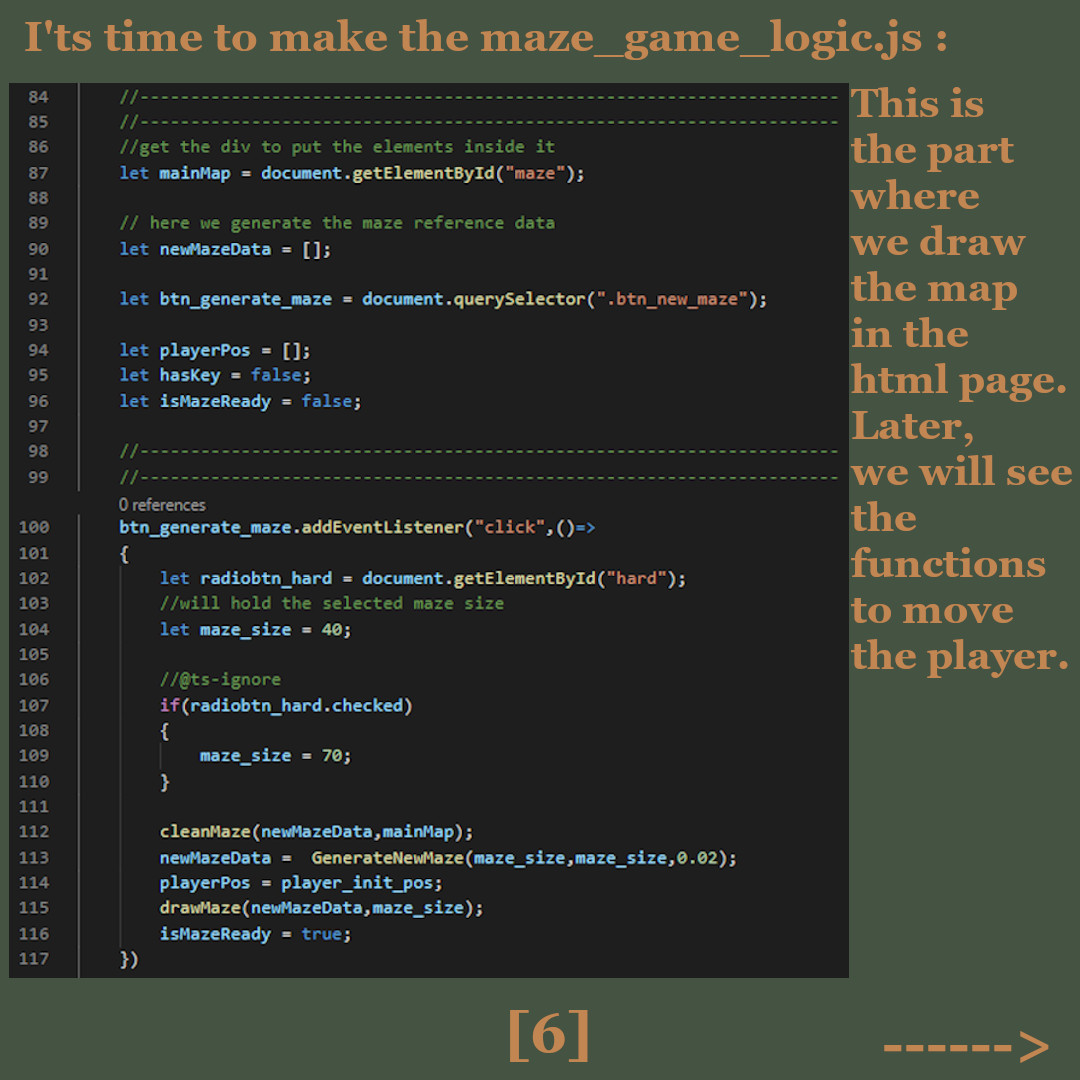 I'ts time to make the maze_game_logic.js :
84 //---------------------------------------------------------------------
85 //---------------------------------------------------------------------
86 //get the div to put the elements inside it
87 let mainMap = document.getElementById("maze");
88
89 // here we generate the maze reference data
90 let newMazeData = [];
91
92 let btn_generate_maze = document.querySelector(".btn_new_maze");
93
94 let playerPos = [];
95 let hasKey = false;
96 let isMazeReady = false;
97
98 //---------------------------------------------------------------------
99 //---------------------------------------------------------------------
0 references
100 btn_generate_maze.addEventListener("click",()=>
101 {
102 let radiobtn_hard = document.getElementById("hard");
103 //will hold the selected maze size
104 let maze_size = 40;
105
106 //@ts-ignore
107 if(radiobtn_hard.checked)
108 {
109 maze_size = 70;
110 }
111
112 cleanMaze(newMazeData,mainMap);
113 newMazeData =  GenerateNewMaze(maze_size,maze_size,0.02);
114 playerPos = player_init_pos;
115 drawMaze(newMazeData,maze_size);
116 isMazeReady = true;
117 })
This is
the part
where
we draw
the map
in the
html page.
Later,
we will see
the
functions
to move
the player.
[6]
------>